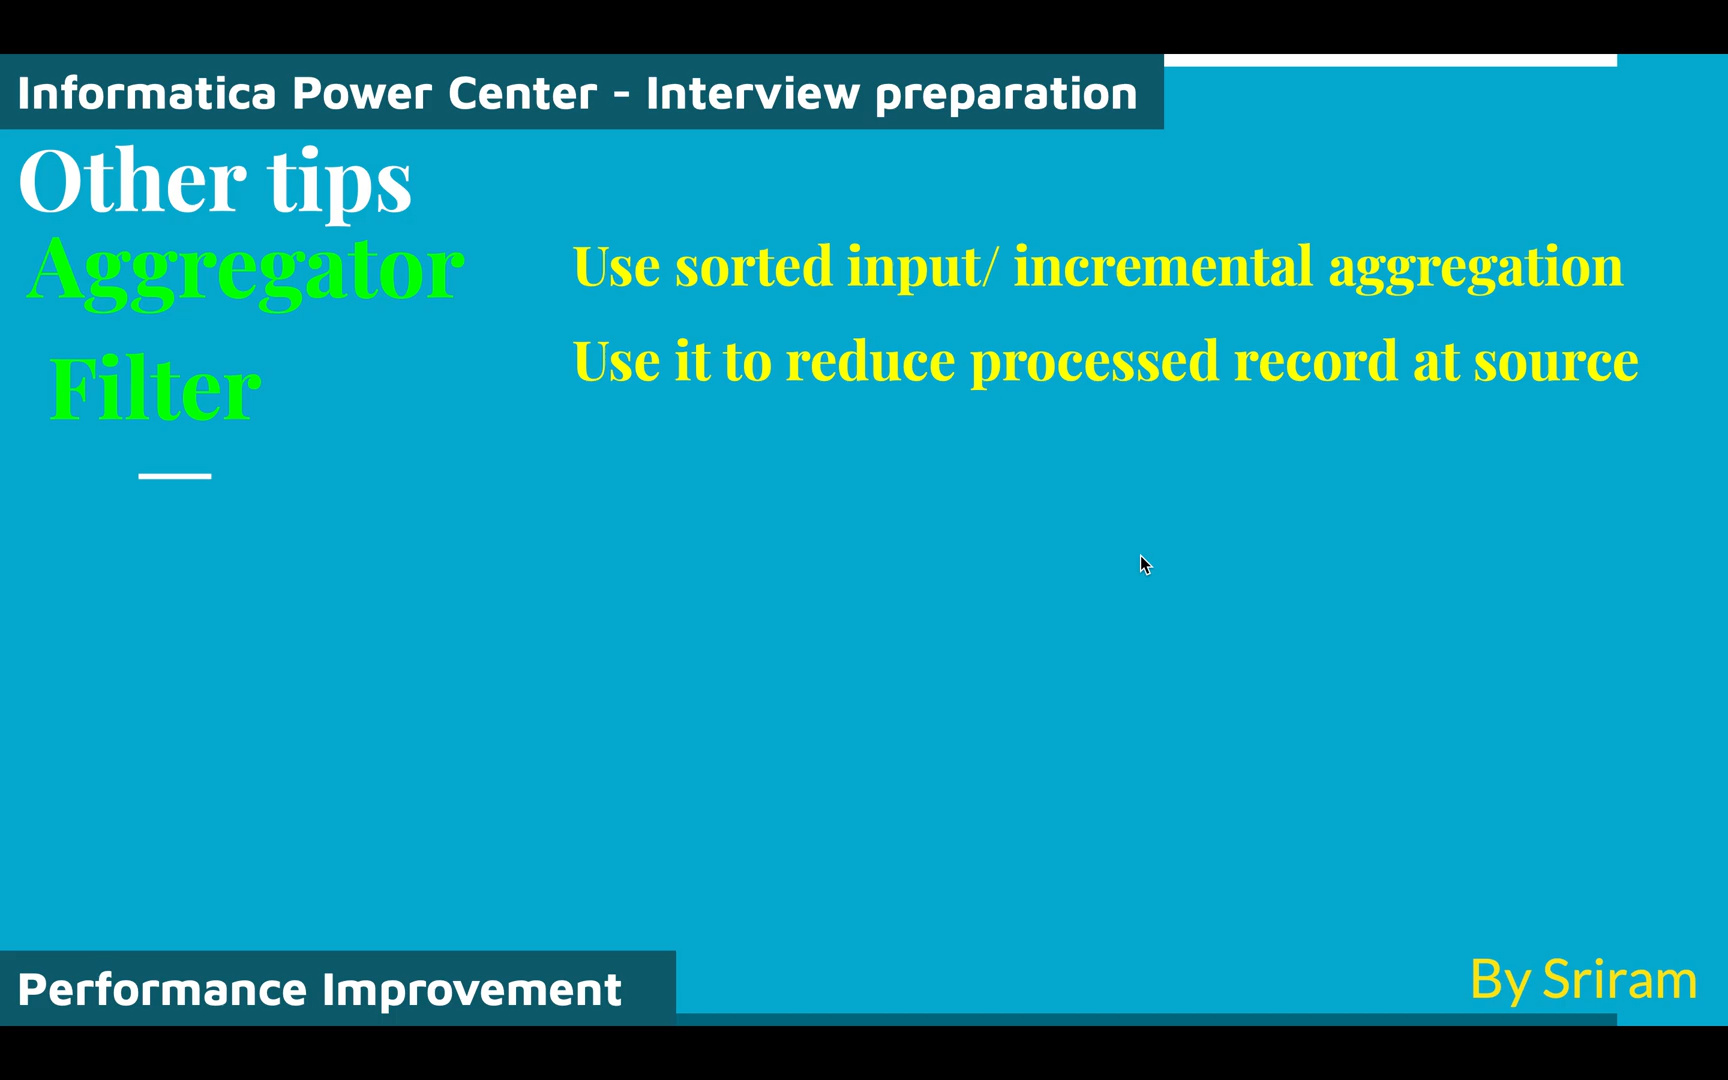 Informatica Power Center - Interview preparation
Other tips
Aggregator
Use sorted input/ incremental aggregation
Filter
Use it to reduce processed record at source
Performance Improvement
By Sriram